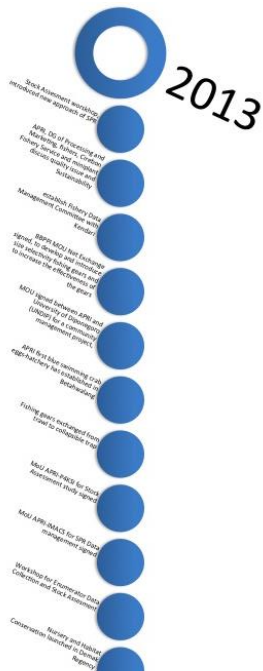 2013
Stock Assesment worskhop
introduced new approach of SPR
APRI, DG of Processing and
Marketing, fishers, Cirebon
Fishery Service and miniplant
discuss quality issue and
Sustainability
establish Fishery Data
Management Committee with
Kendari
BBPPI MOU Net Exchange
signed, to develop and introduce
size selectivity fishing gears and
to increase the effectiveness of
the gears
MOU signed between APRI and
University of Diponogoro
(UNDIP) for a community
management project,
APRI first blue swimming crab
eggs-hatchery has established in
Betahwalang
Fishing gears exchanged from
trawl to collapsible trap
MoU APRI-P4KSI for Stock
Assessment study signed
MoU APRI-IMACS for SPR Data
management signed
Workshop for Enumerator Data
Collection and Stock Assessment
Nursery and Habitat
Conservation launched in Demak
Regency